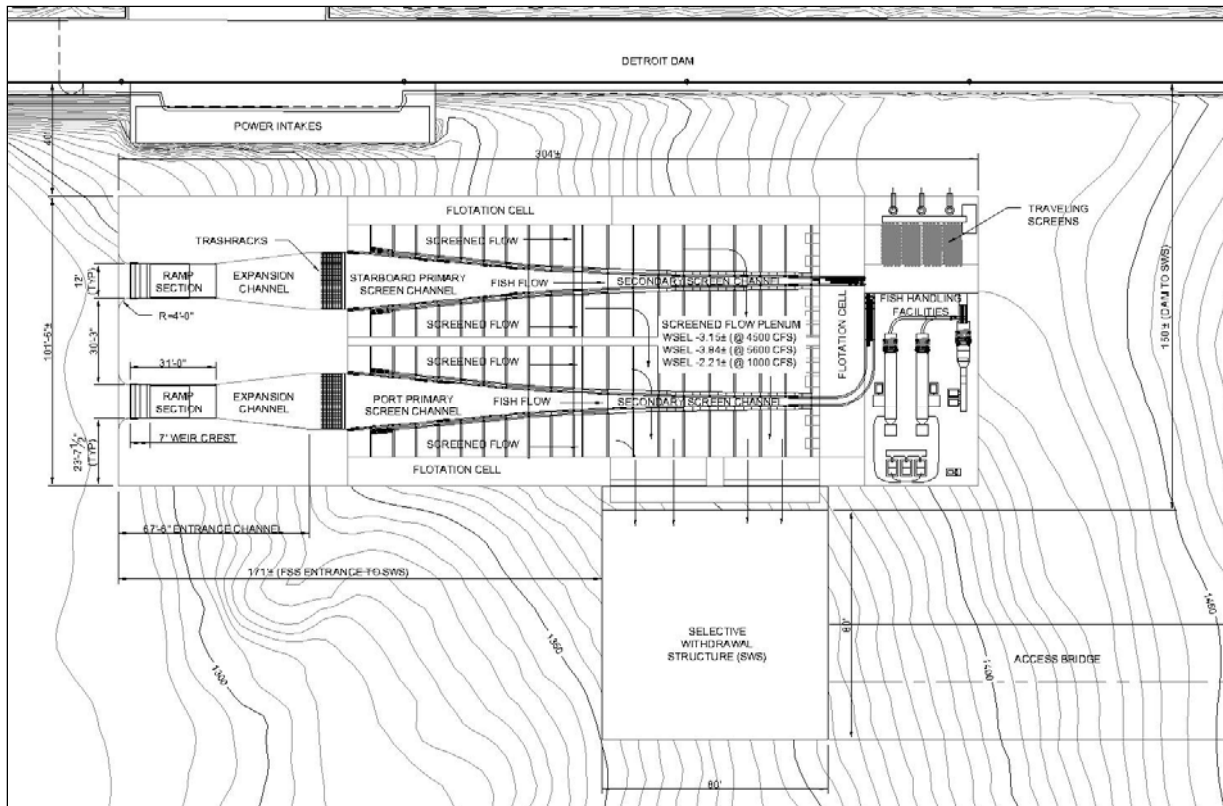 DETROIT DAM
POWER INTAKES
40'
304'±
FLOTATION CELL
TRAVELING
SCREENS
TRASHRACKS
SCREENED FLOW
12'
(TYP)
RAMP
SECTION
EXPANSION
CHANNEL
STARBOARD PRIMARY
SCREEN CHANNEL
FISH FLOW
SECONDARY SCREEN CHANNEL
R=4'-0"
FISH HANDLING
FACILITIES
150'± (DAM TO SWS)
101'-6"±
30'-3"
SCREENED FLOW
SCREENED FLOW PLENUM
WSEL -3.15± (@ 4500 CFS)
WSEL -3.84± (@ 5600 CFS)
WSEL -2.21± (@ 1000 CFS)
FLOTATION CELL
31'-0"
SCREENED FLOW
RAMP
SECTION
EXPANSION
CHANNEL
PORT PRIMARY
SCREEN CHANNEL
FISH FLOW
SECONDARY SCREEN CHANNEL
7' WEIR CREST
23'-7½"
(TYP)
SCREENED FLOW
FLOTATION CELL
67'-6" ENTRANCE CHANNEL
171'± (FSS ENTRANCE TO SWS)
1300
1350
1400
1450
SELECTIVE
WITHDRAWAL
STRUCTURE (SWS)
80'
ACCESS BRIDGE
80'